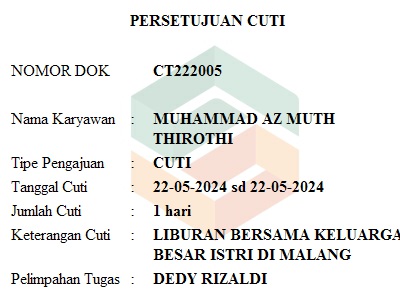 PERSETUJUAN CUTI
NOMOR DOK CT222005
Nama Karyawan : MUHAMMAD AZ MUTH
THIROTHI
Tipe Pengajuan : CUTI
Tanggal Cuti : 22-05-2024 sd 22-05-2024
Jumlah Cuti : 1 hari
Keterangan Cuti : LIBURAN BERSAMA KELUARGA
BESAR ISTRI DI MALANG
Pelimpahan Tugas : DEDY RIZALDI